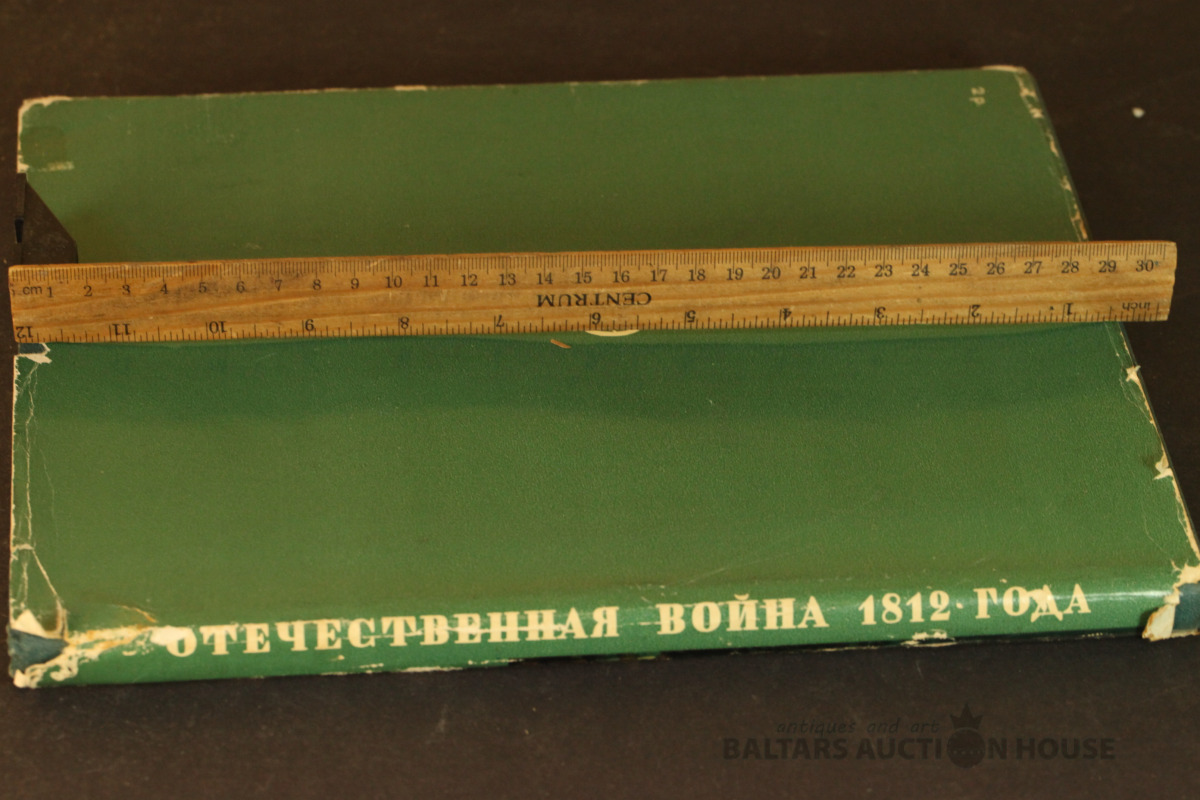 2 р
cm 1 2 3 4 5 6 7 8 9 10 11 12 13 14 15 16 17 18 19 20 21 22 23 24 25 26 27 28 29 30
CENTRUM
12 11 10 9 8 7 6 5 4 3 2 1 inch
ОТЕЧЕСТВЕННАЯ ВОЙНА 1812 ГОДА
antiques and art
BALTARS AUCTION HOUSE